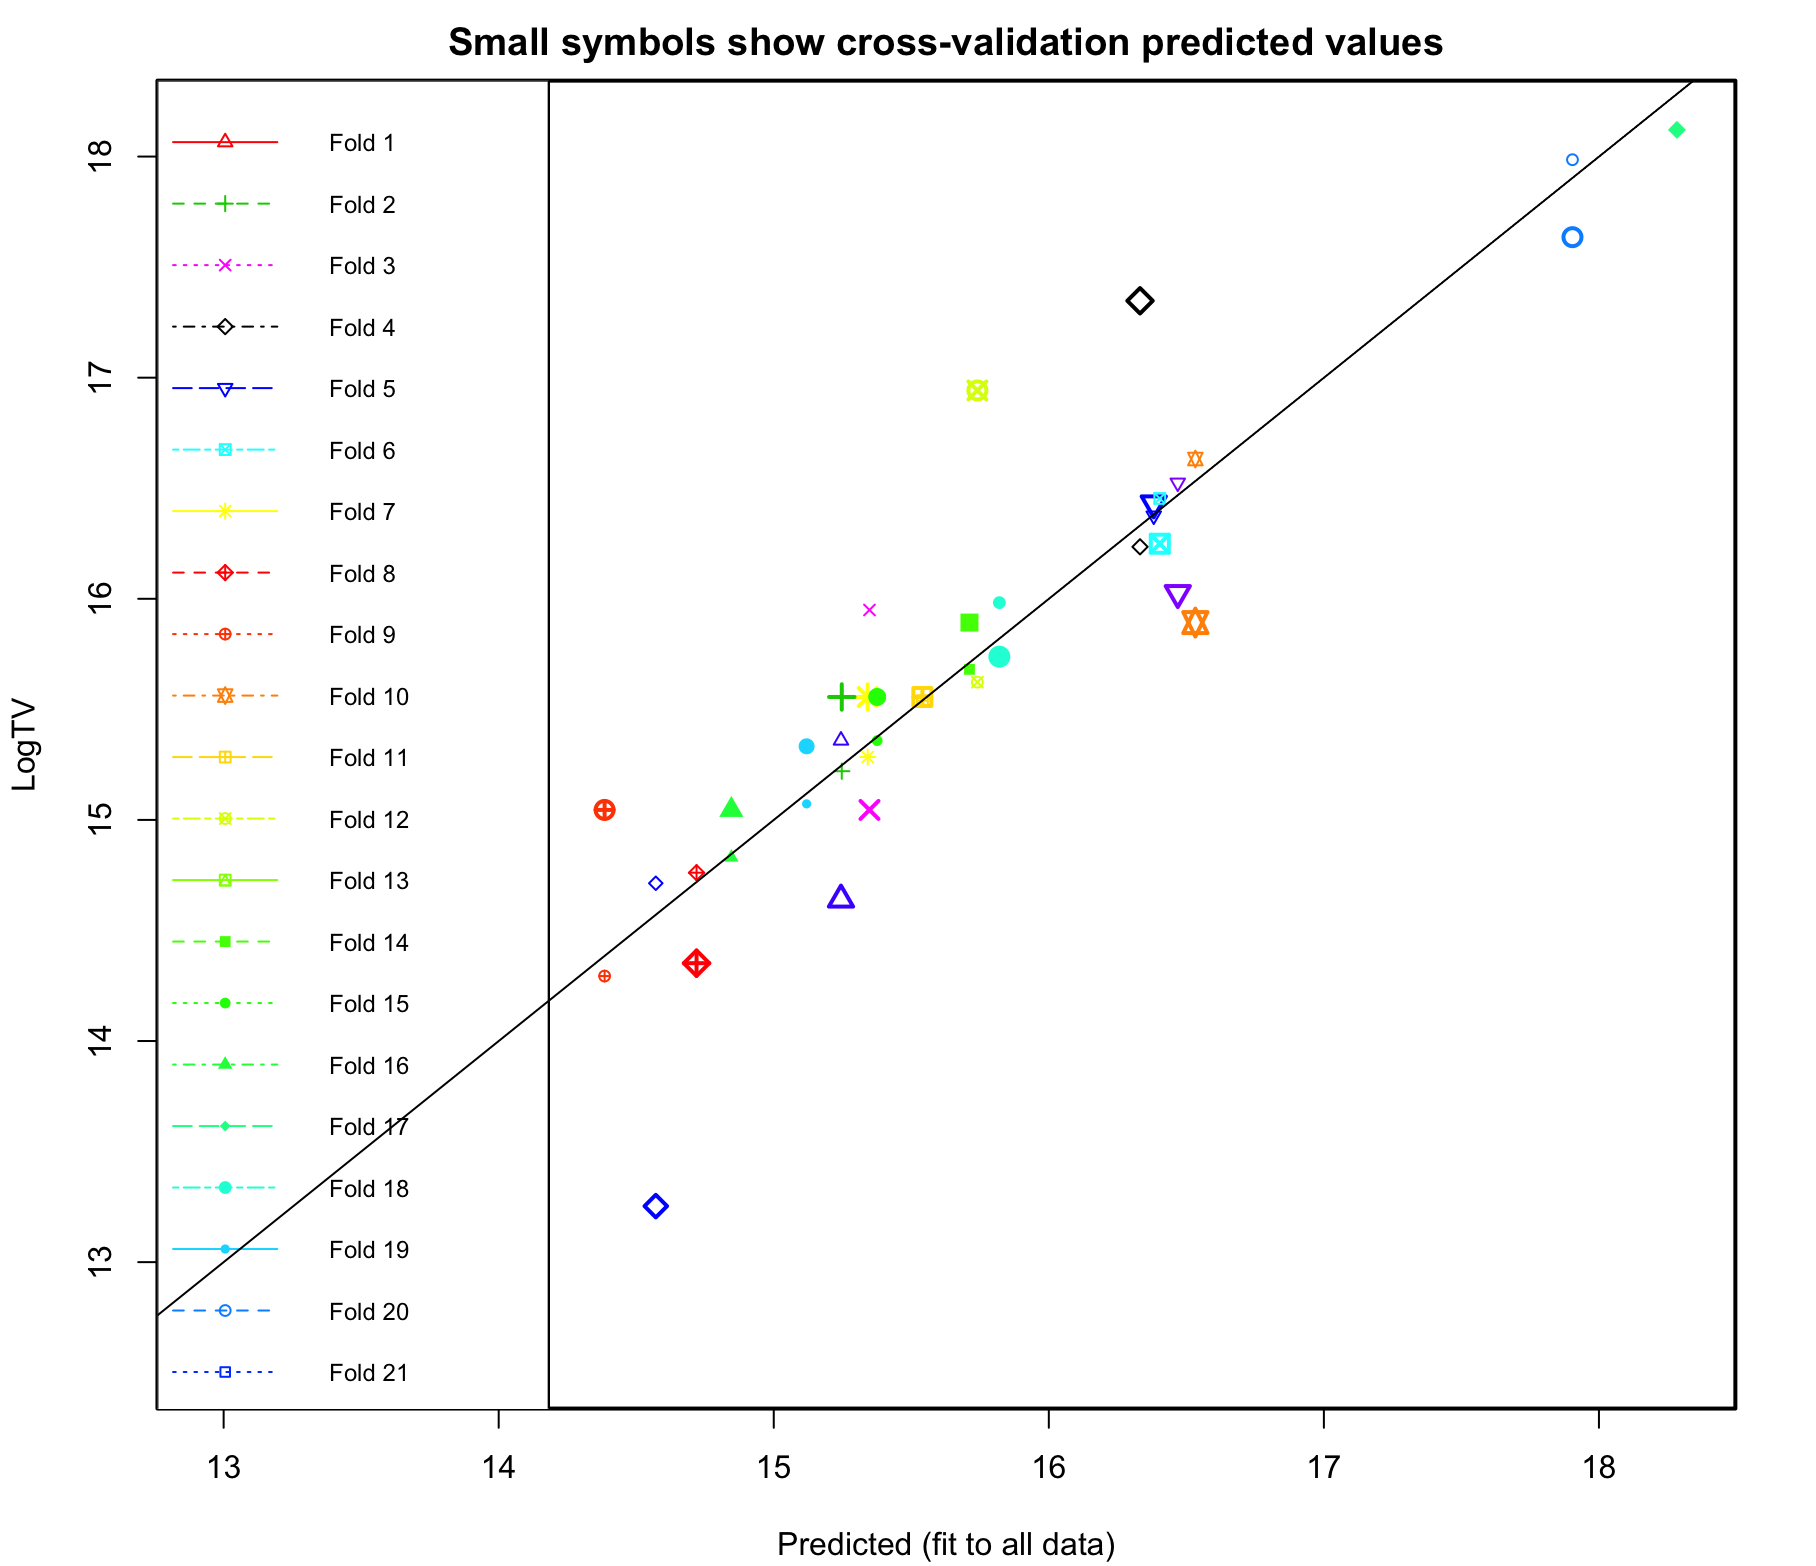 Small symbols show cross-validation predicted values
Fold 1
Fold 2
Fold 3
Fold 4
Fold 5
Fold 6
Fold 7
Fold 8
Fold 9
Fold 10
Fold 11
Fold 12
Fold 13
Fold 14
Fold 15
Fold 16
Fold 17
Fold 18
Fold 19
Fold 20
Fold 21
18
17
16
15
14
13
LogTV
13 14 15 16 17 18
Predicted (fit to all data)